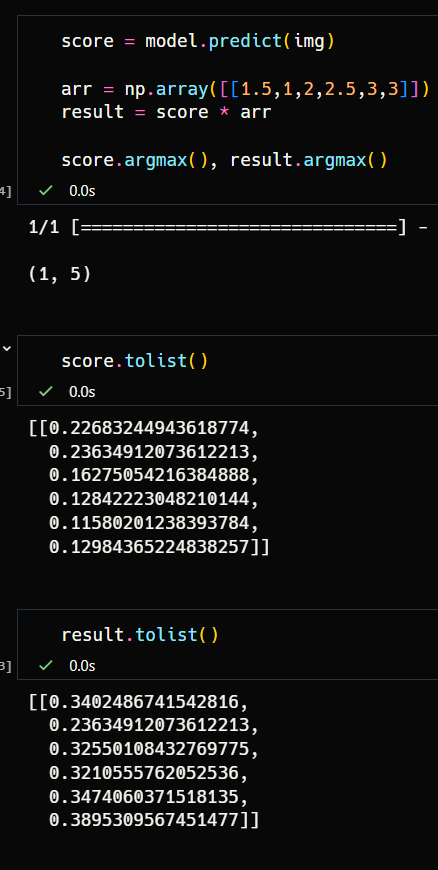 score = model.predict(img)
arr = np.array([[1.5,1,2,2.5,3,3]])
result = score * arr
score.argmax(), result.argmax()
4]
0.0s
1/1 [==============================] -
(1, 5)
score.tolist()
5]
0.0s
[[0.22683244943618774,
0.23634912073612213,
0.16275054216384888,
0.12842223048210144,
0.11580201238393784,
0.12984365224838257]]
result.tolist()
3]
0.0s
[[0.3402486741542816,
0.23634912073612213,
0.32550108432769775,
0.3210555762052536,
0.3474060371518135,
0.3895309567451477]]